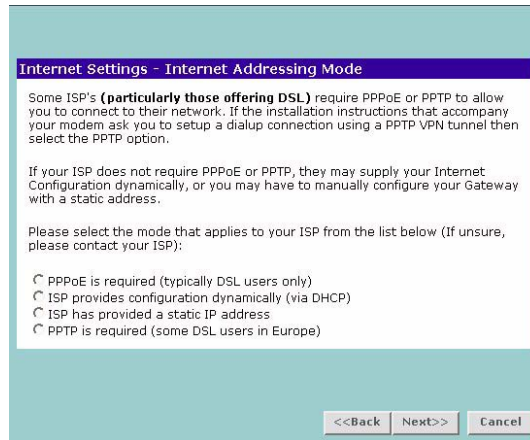 Internet Settings - Internet Addressing Mode
Some ISP's (particularly those offering DSL) require PPPoE or PPTP to allow
you to connect to their network. If the installation instructions that accompany
your modem ask you to setup a dialup connection using a PPTP VPN tunnel then
select the PPTP option.
If your ISP does not require PPPoE or PPTP, they may supply your Internet
Configuration dynamically, or you may have to manually configure your Gateway
with a static address.
Please select the mode that applies to your ISP from the list below (If unsure,
please contact your ISP):
PPPoE is required (typically DSL users only)
ISP provides configuration dynamically (via DHCP)
ISP has provided a static IP address
PPTP is required (some DSL users in Europe)
<<Back Next>> Cancel